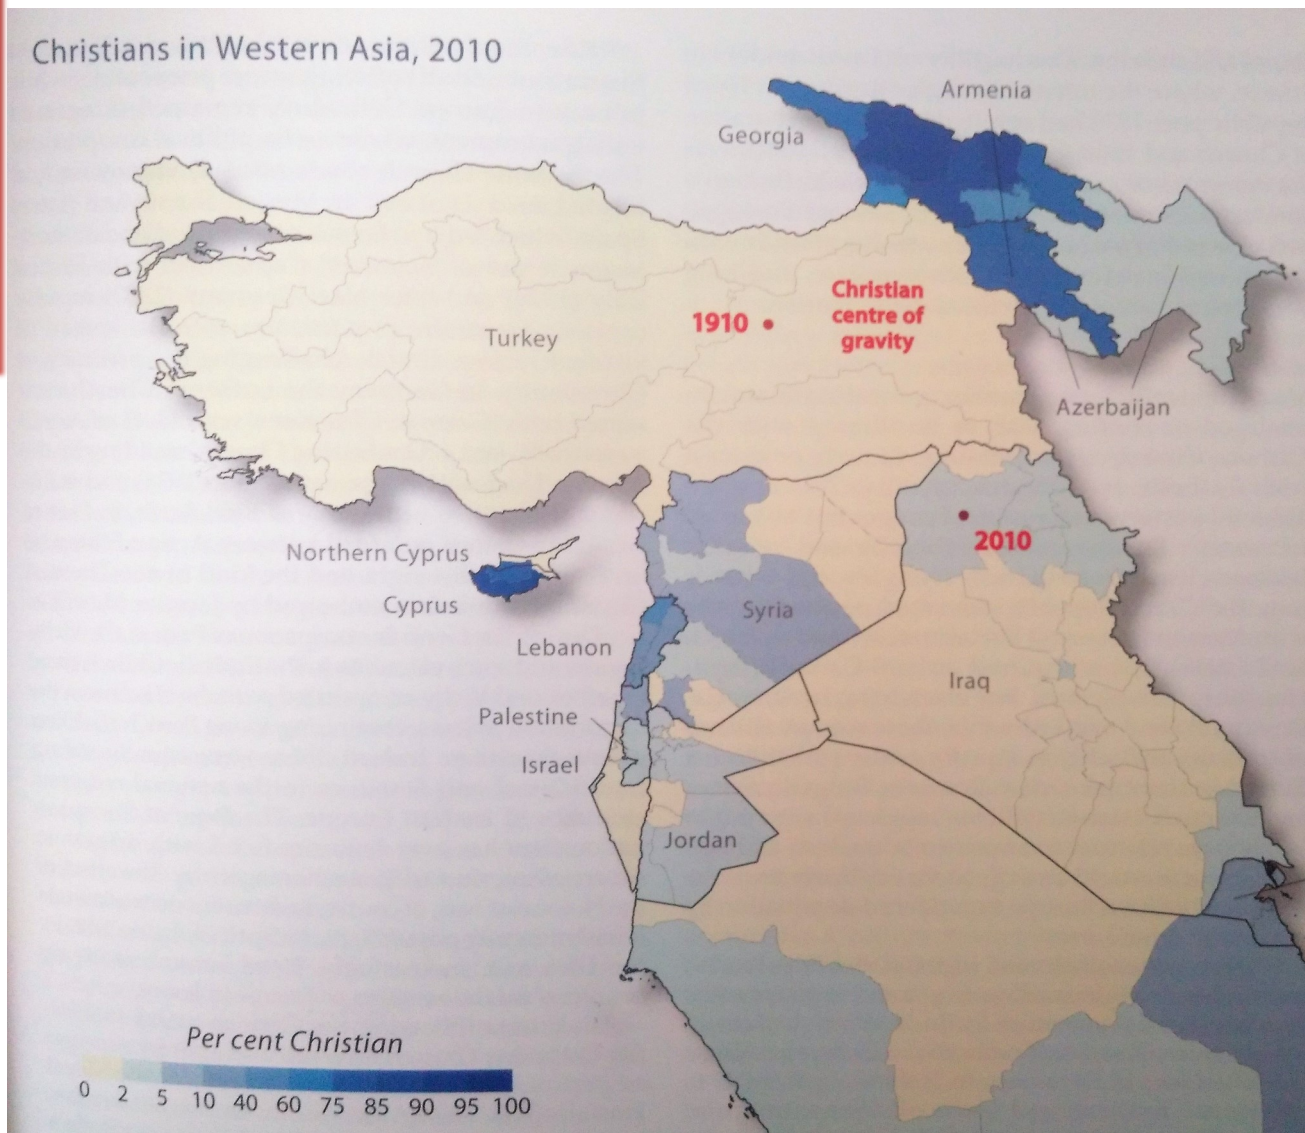 Christians in Western Asia, 2010
Armenia
Georgia
Christian
centre of
gravity
1910
Turkey
Azerbaijan
2010
Northern Cyprus
Cyprus
Syria
Lebanon
Iraq
Palestine
Israel
Jordan
Per cent Christian
0 2 5 10 40 60 75 85 90 95 100